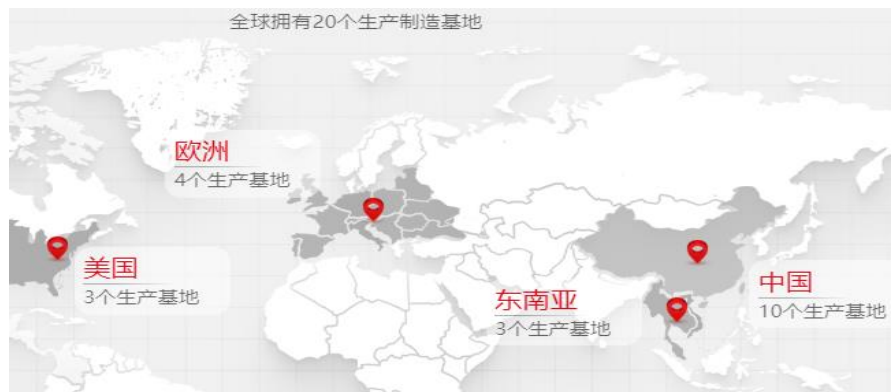 全球拥有20个生产制造基地
欧洲
4个生产基地
美国
3个生产基地
东南亚
3个生产基地
中国
10个生产基地